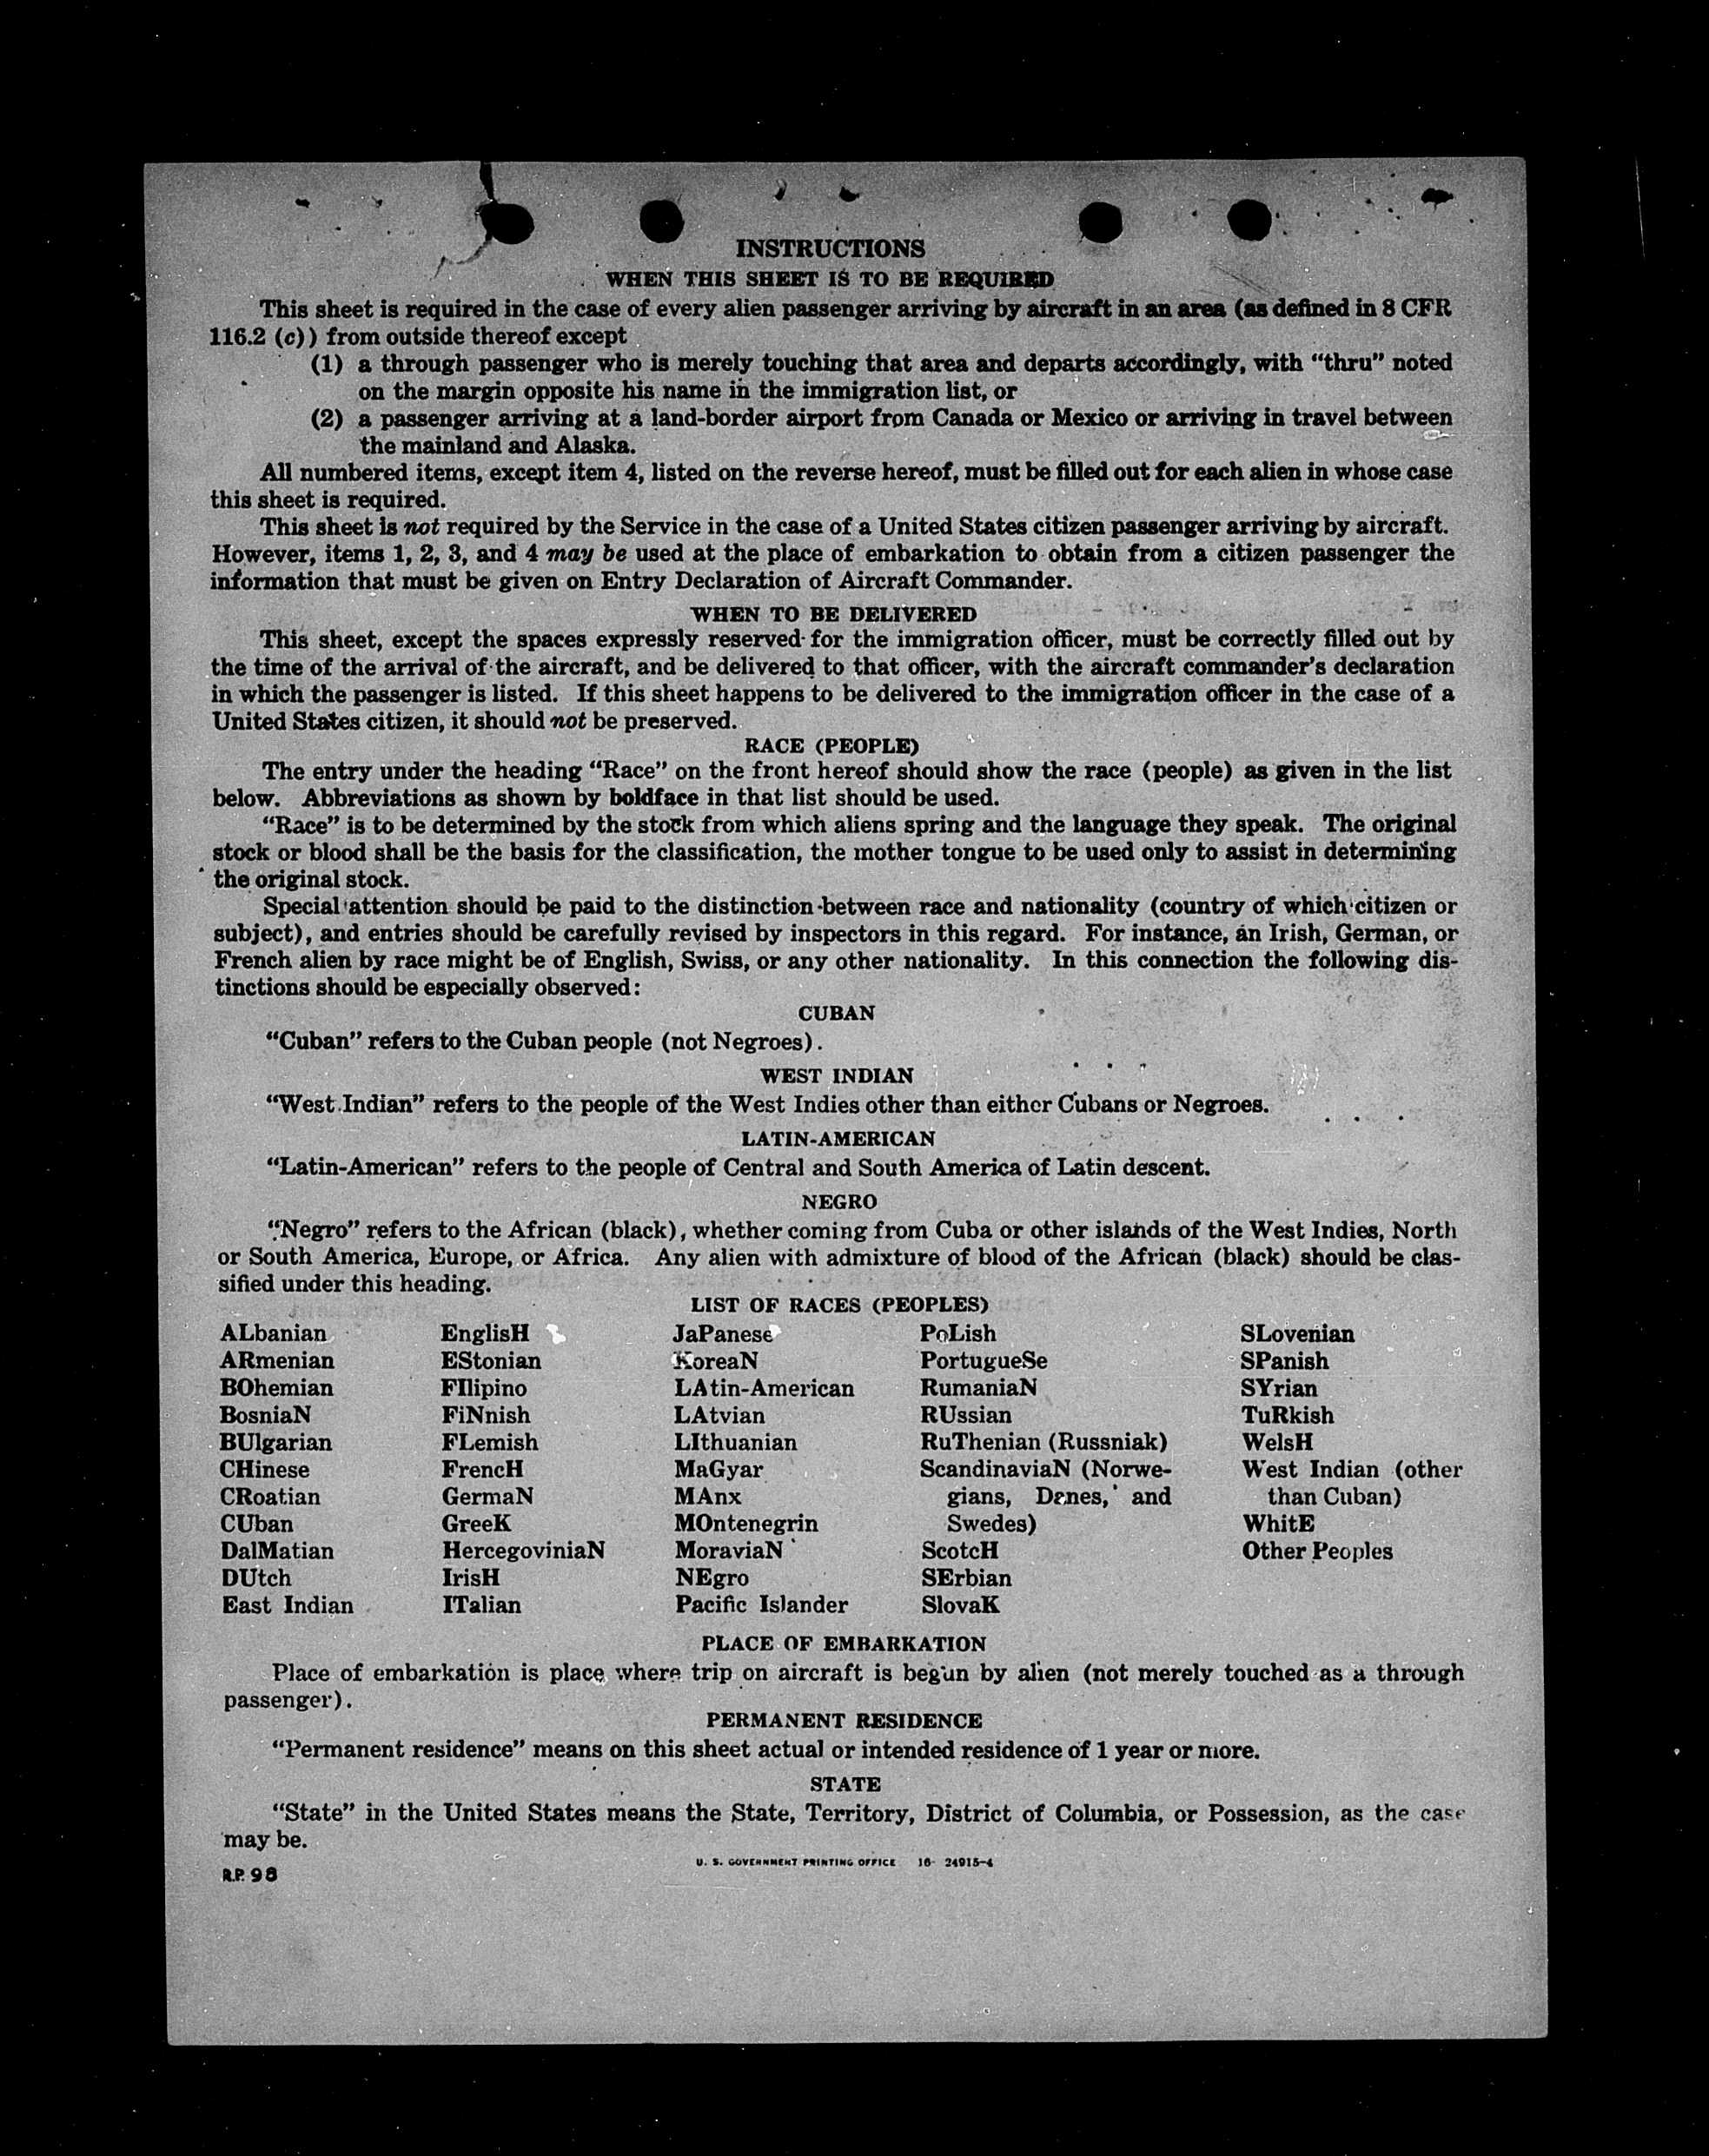 INSTRUCTIONS
WHEN THIS SHEET IS TO BE REQUIRED
This sheet is required in the case of every alien passenger arriving by aircraft in an area (as defined in 8 CFR
116.2 (c)) from outside thereof except
(1) a through passenger who is merely touching that area and departs accordingly, with "thru" noted
on the margin opposite his name in the immigration list, or
(2) a passenger arriving at a land-border airport from Canada or Mexico or arriving in travel between
the mainland and Alaska.
All numbered items, except item 4, listed on the reverse hereof, must be filled out for each alien in whose case
this sheet is required.
This sheet is not required by the Service in the case of a United States citizen passenger arriving by aircraft.
However, items 1, 2, 3, and 4 may be used at the place of embarkation to obtain from a citizen passenger the
information that must be given on Entry Declaration of Aircraft Commander.
WHEN TO BE DELIVERED
This sheet, except the spaces expressly reserved for the immigration officer, must be correctly filled out by
the time of the arrival of the aircraft, and be delivered to that officer, with the aircraft commander's declaration
in which the passenger is listed. If this sheet happens to be delivered to the immigration officer in the case of a
United States citizen, it should not be preserved.
RACE (PEOPLE)
The entry under the heading "Race" on the front hereof should show the race (people) as given in the list
below. Abbreviations as shown by boldface in that list should be used.
"Race" is to be determined by the stock from which aliens spring and the language they speak. The original
stock or blood shall be the basis for the classification, the mother tongue to be used only to assist in determining
the original stock.
Special attention should be paid to the distinction between race and nationality (country of which citizen or
subject), and entries should be carefully revised by inspectors in this regard. For instance, an Irish, German, or
French alien by race might be of English, Swiss, or any other nationality. In this connection the following dis-
tinctions should be especially observed:
CUBAN
"Cuban" refers to the Cuban people (not Negroes).
WEST INDIAN
"West Indian" refers to the people of the West Indies other than either Cubans or Negroes.
LATIN-AMERICAN
"Latin-American" refers to the people of Central and South America of Latin descent.
NEGRO
"Negro" refers to the African (black), whether coming from Cuba or other islands of the West Indies, North
or South America, Europe, or Africa. Any alien with admixture of blood of the African (black) should be clas-
sified under this heading.
LIST OF RACES (PEOPLES)
ALbanian
ARmenian
BOhemian
BosniaN
BUlgarian
CHinese
CRoatian
CUban
DalMatian
DUtch
East Indian
EnglisH
EStonian
FIlipino
FiNnish
FLemish
FrencH
GermaN
GreeK
HercegoviniaN
IrisH
ITalian
JaPanese
KoreaN
LAtin-American
LAtvian
LIthuanian
MaGyar
MAnx
MOntenegrin
MoraviaN
NEgro
Pacific Islander
PoLish
PortugueSe
RumaniaN
RUssian
RuThenian (Russniak)
ScandinaviaN (Norwe-
gians, Danes, and
Swedes)
ScotcH
SErbian
SlovaK
SLovenian
SPanish
SYrian
TuRkish
WelsH
West Indian (other
than Cuban)
WhitE
Other Peoples
PLACE OF EMBARKATION
Place of embarkation is place where trip on aircraft is begun by alien (not merely touched as a through
passenger).
PERMANENT RESIDENCE
"Permanent residence" means on this sheet actual or intended residence of 1 year or more.
STATE
"State" in the United States means the State, Territory, District of Columbia, or Possession, as the case
may be.
U. S. GOVERNMENT PRINTING OFFICE 16-24915-4
R.P. 98